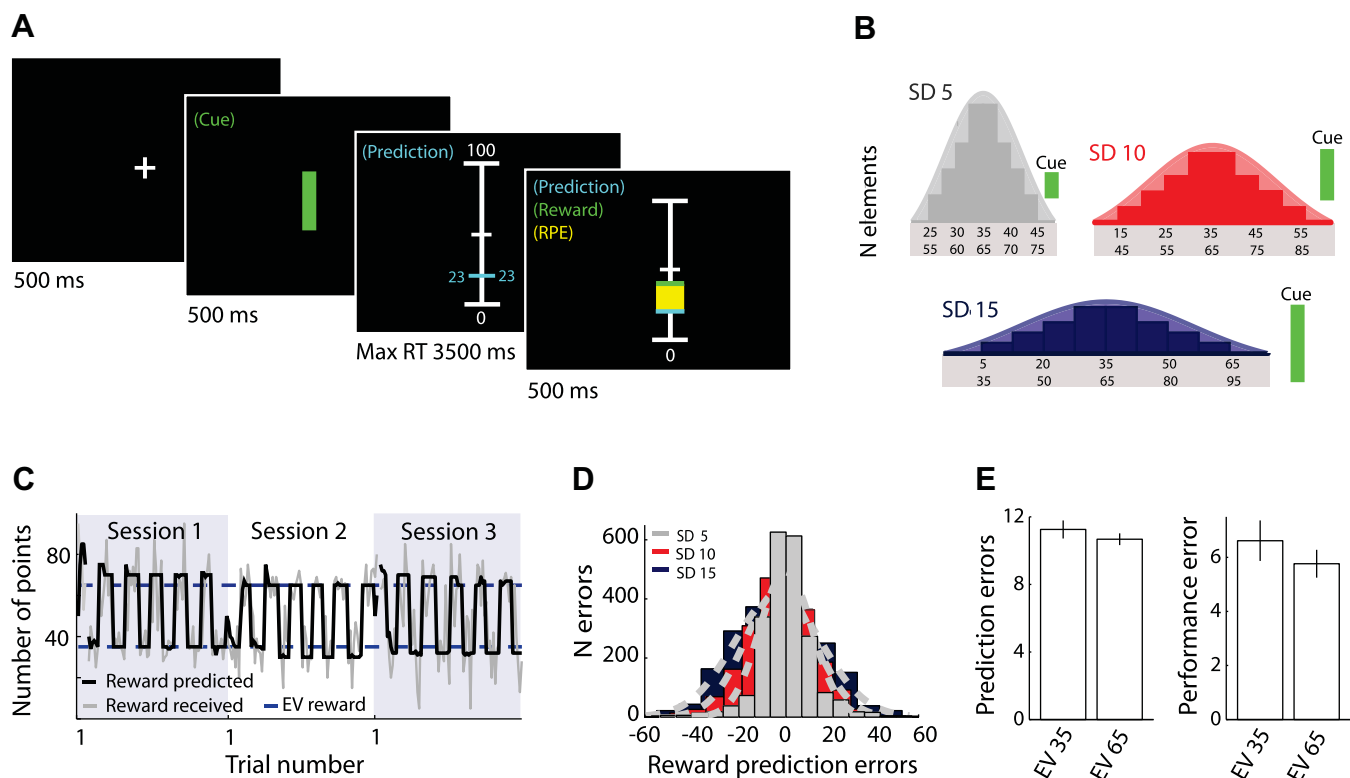 A
(Cue)
(Prediction)
100
23 23
0
(Prediction)
(Reward)
(RPE)
0
500 ms
500 ms
Max RT 3500 ms
500 ms
B
N elements
SD 5
Cue
25 30 35 40 45
55 60 65 70 75
SD 10
Cue
15 25 35 45 55
45 55 65 75 85
SD 15
Cue
5 20 35 50 65
35 50 65 80 95
C
Number of points
80
40
Session 1 Session 2 Session 3
Reward predicted
Reward received
EV reward
1 1 1
Trial number
D
N errors
600
400
200
0
SD 5
SD 10
SD 15
-60 -40 -20 0 20 40 60
Reward prediction errors
E
Prediction errors
12
8
4
0
EV 35 EV 65
Performance error
6
4
2
0
EV 35 EV 65